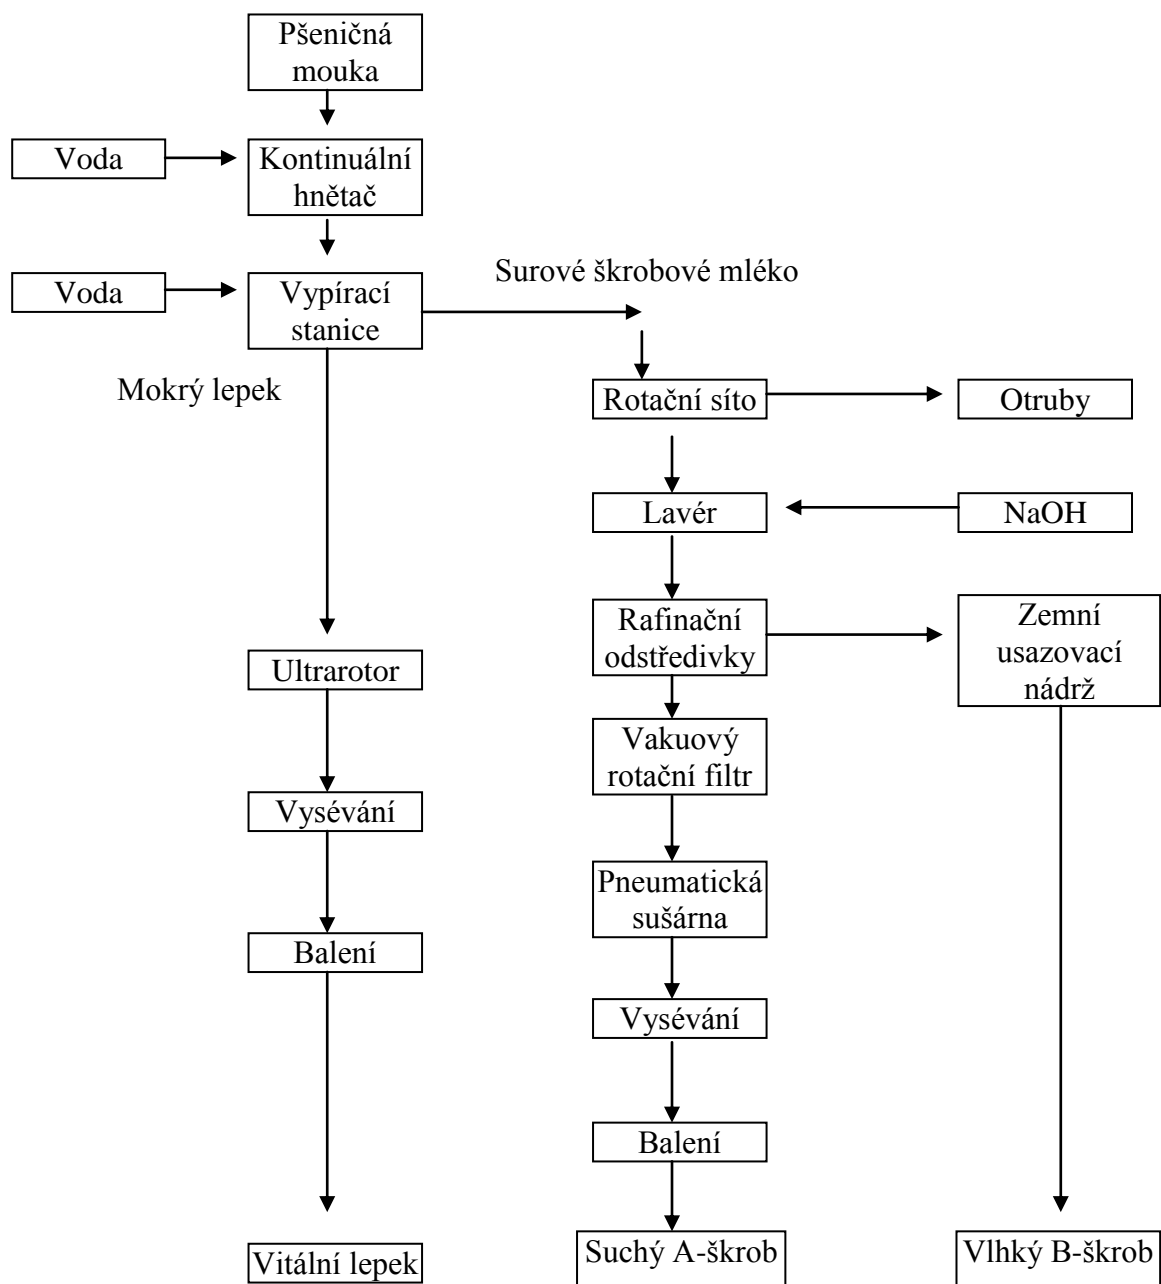 Pšeničná
mouka
Voda
Kontinuální
hnětač
Surové škrobové mléko
Voda
Vypírací
stanice
Mokrý lepek
Rotační síto
Otruby
Lavér
NaOH
Rafinační
odstředivky
Zemní
usazovací
nádrž
Ultrarotor
Vakuový
rotační filtr
Vysévání
Pneumatická
sušárna
Balení
Vysévání
Balení
Vitální lepek
Suchý A-škrob
Vlhký B-škrob